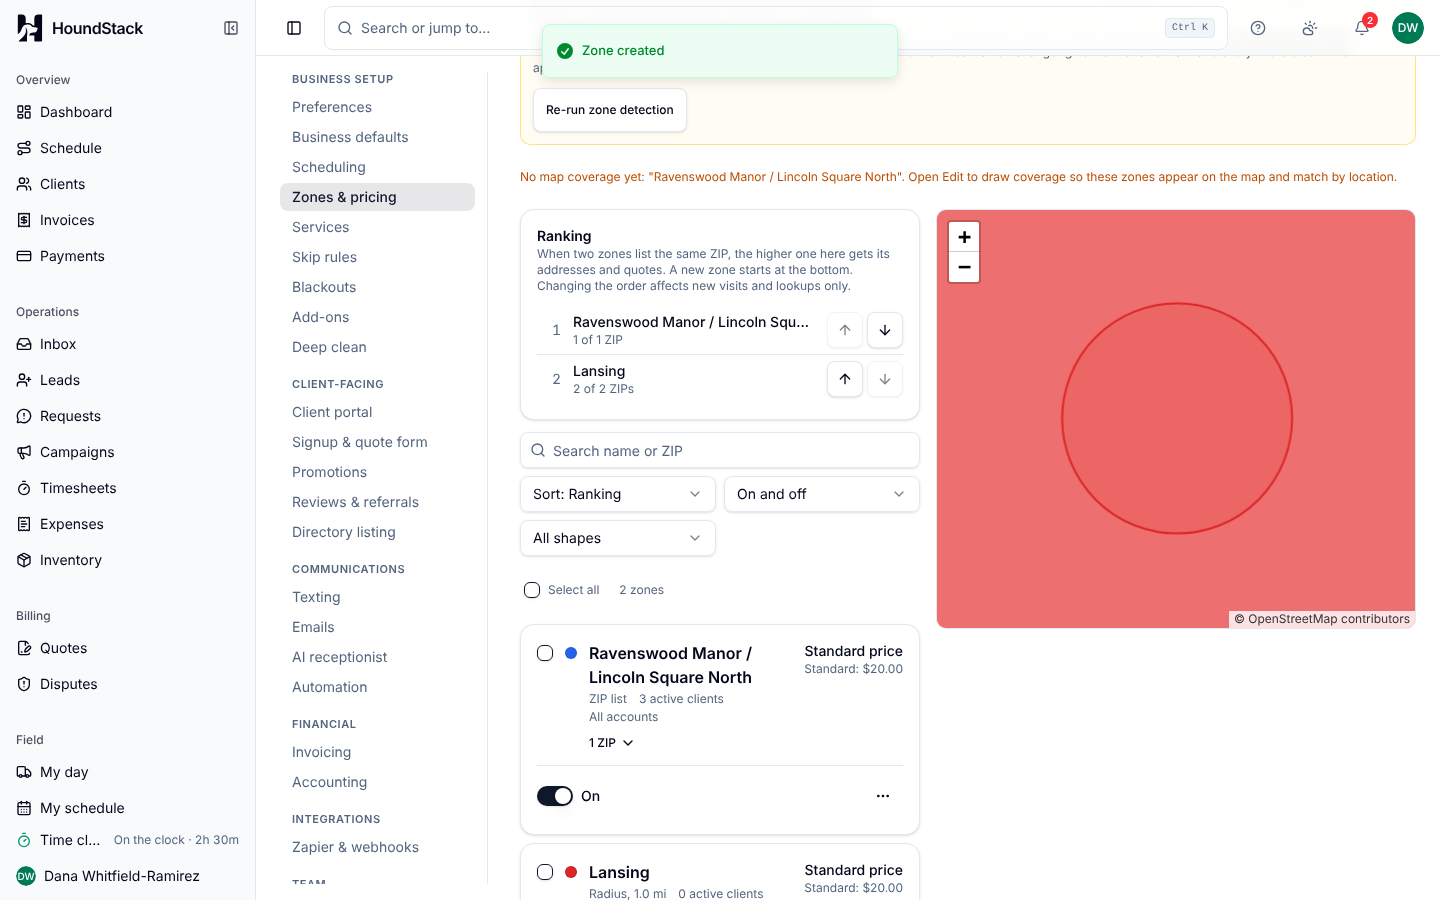 HoundStack
Search or jump to...
Ctrl K
2
DW
Zone created
Overview
Dashboard
Schedule
Clients
Invoices
Payments
Operations
Inbox
Leads
Requests
Campaigns
Timesheets
Expenses
Inventory
Billing
Quotes
Disputes
Field
My day
My schedule
Time cl...
On the clock · 2h 30m
DW
Dana Whitfield-Ramirez
BUSINESS SETUP
Preferences
Business defaults
Scheduling
Zones & pricing
Services
Skip rules
Blackouts
Add-ons
Deep clean
CLIENT-FACING
Client portal
Signup & quote form
Promotions
Reviews & referrals
Directory listing
COMMUNICATIONS
Texting
Emails
AI receptionist
Automation
FINANCIAL
Invoicing
Accounting
INTEGRATIONS
Zapier & webhooks
TEAM
Re-run zone detection
No map coverage yet: "Ravenswood Manor / Lincoln Square North". Open Edit to draw coverage so these zones appear on the map and match by location.
Ranking
When two zones list the same ZIP, the higher one here gets its
addresses and quotes. A new zone starts at the bottom.
Changing the order affects new visits and lookups only.
1
Ravenswood Manor / Lincoln Squ...
1 of 1 ZIP
2
Lansing
2 of 2 ZIPs
Search name or ZIP
Sort: Ranking
On and off
All shapes
Select all
2 zones
Ravenswood Manor /
Lincoln Square North
Standard price
Standard: $20.00
ZIP list
3 active clients
All accounts
1 ZIP
On
Lansing
Standard price
Standard: $20.00
Radius, 1.0 mi
0 active clients
+
−
© OpenStreetMap contributors